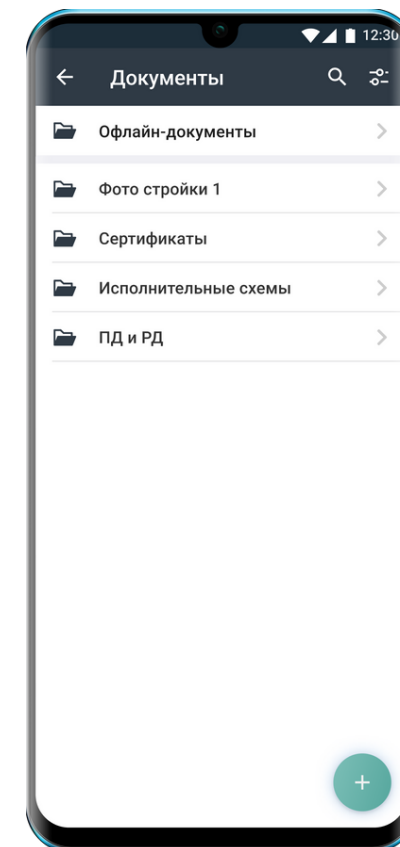 12:30
Документы
Офлайн-документы
Фото стройки 1
Сертификаты
Исполнительные схемы
ПД и РД